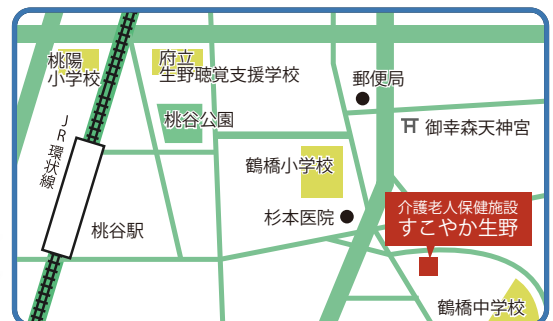 桃陽
小学校
府立
生野聴覚支援学校
郵便局
桃谷公園
御幸森天神宮
JR環状線
鶴橋小学校
介護老人保健施設
すこやか生野
杉本医院
桃谷駅
鶴橋中学校